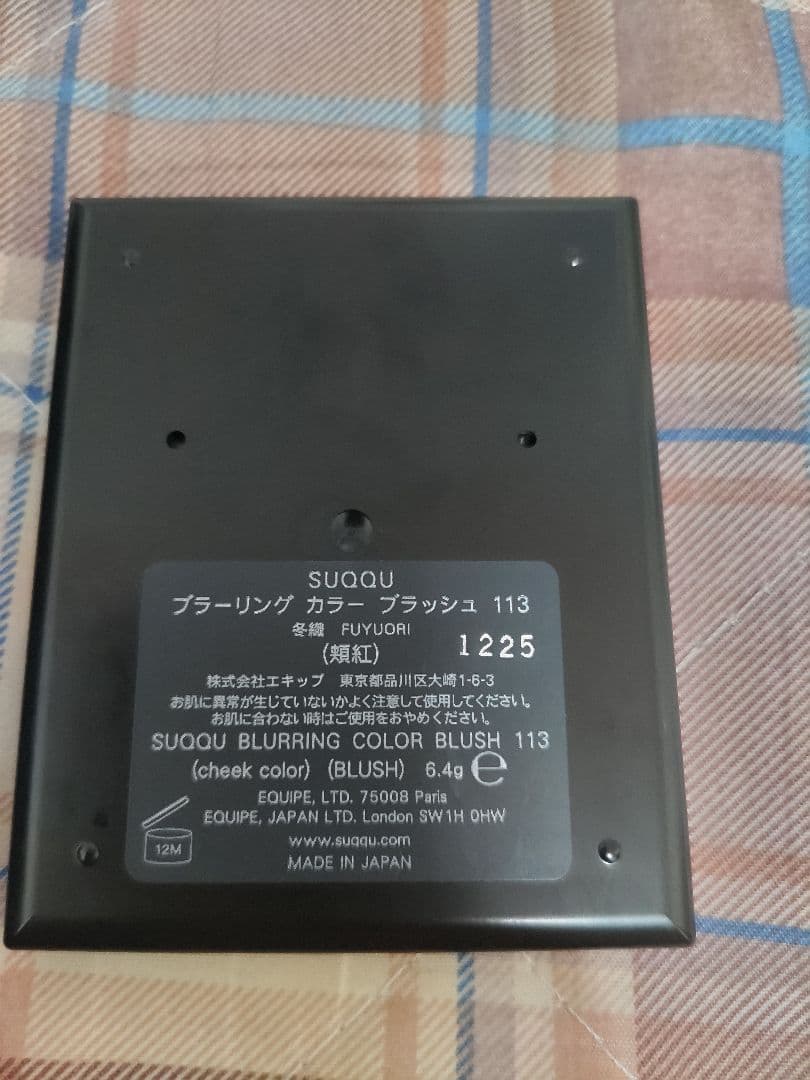 SUQQU
ブラーリング カラー ブラッシュ 113
冬織 FUYUORI
1225
(頬紅)
株式会社エキップ 東京都品川区大崎1-6-3
お肌に異常が生じていないかよく注意して使用してください。
お肌に合わない時はご使用をおやめください。
SUQQU BLURRING COLOR BLUSH 113
(cheek color) (BLUSH) 6.4g ℮
EQUIPE, LTD. 75008 Paris
EQUIPE, JAPAN LTD. London SW1H 0HW
12M
www.suqqu.com
MADE IN JAPAN